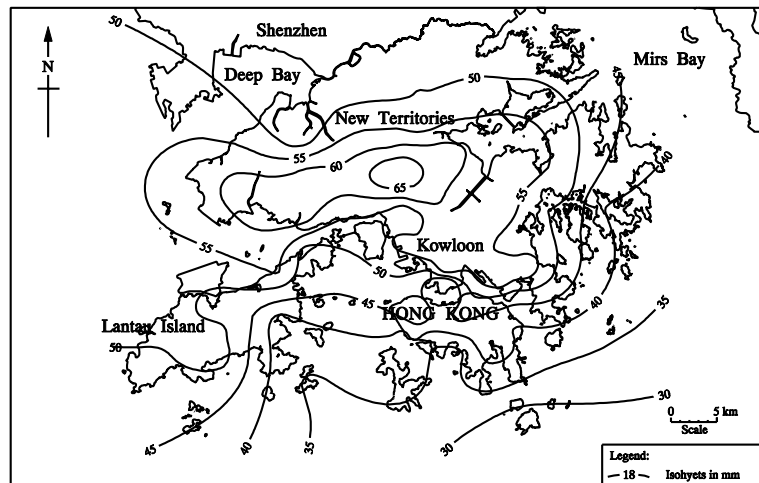 50
Shenzhen
Mirs Bay
N
Deep Bay
50
45
New Territories
55
60
40
65
55
55
Kowloon
50
45
40
HONG KONG
35
Lantau Island
50
30
0 5 km
Scale
45
40
35
30
Legend:
18 Isohyets in mm